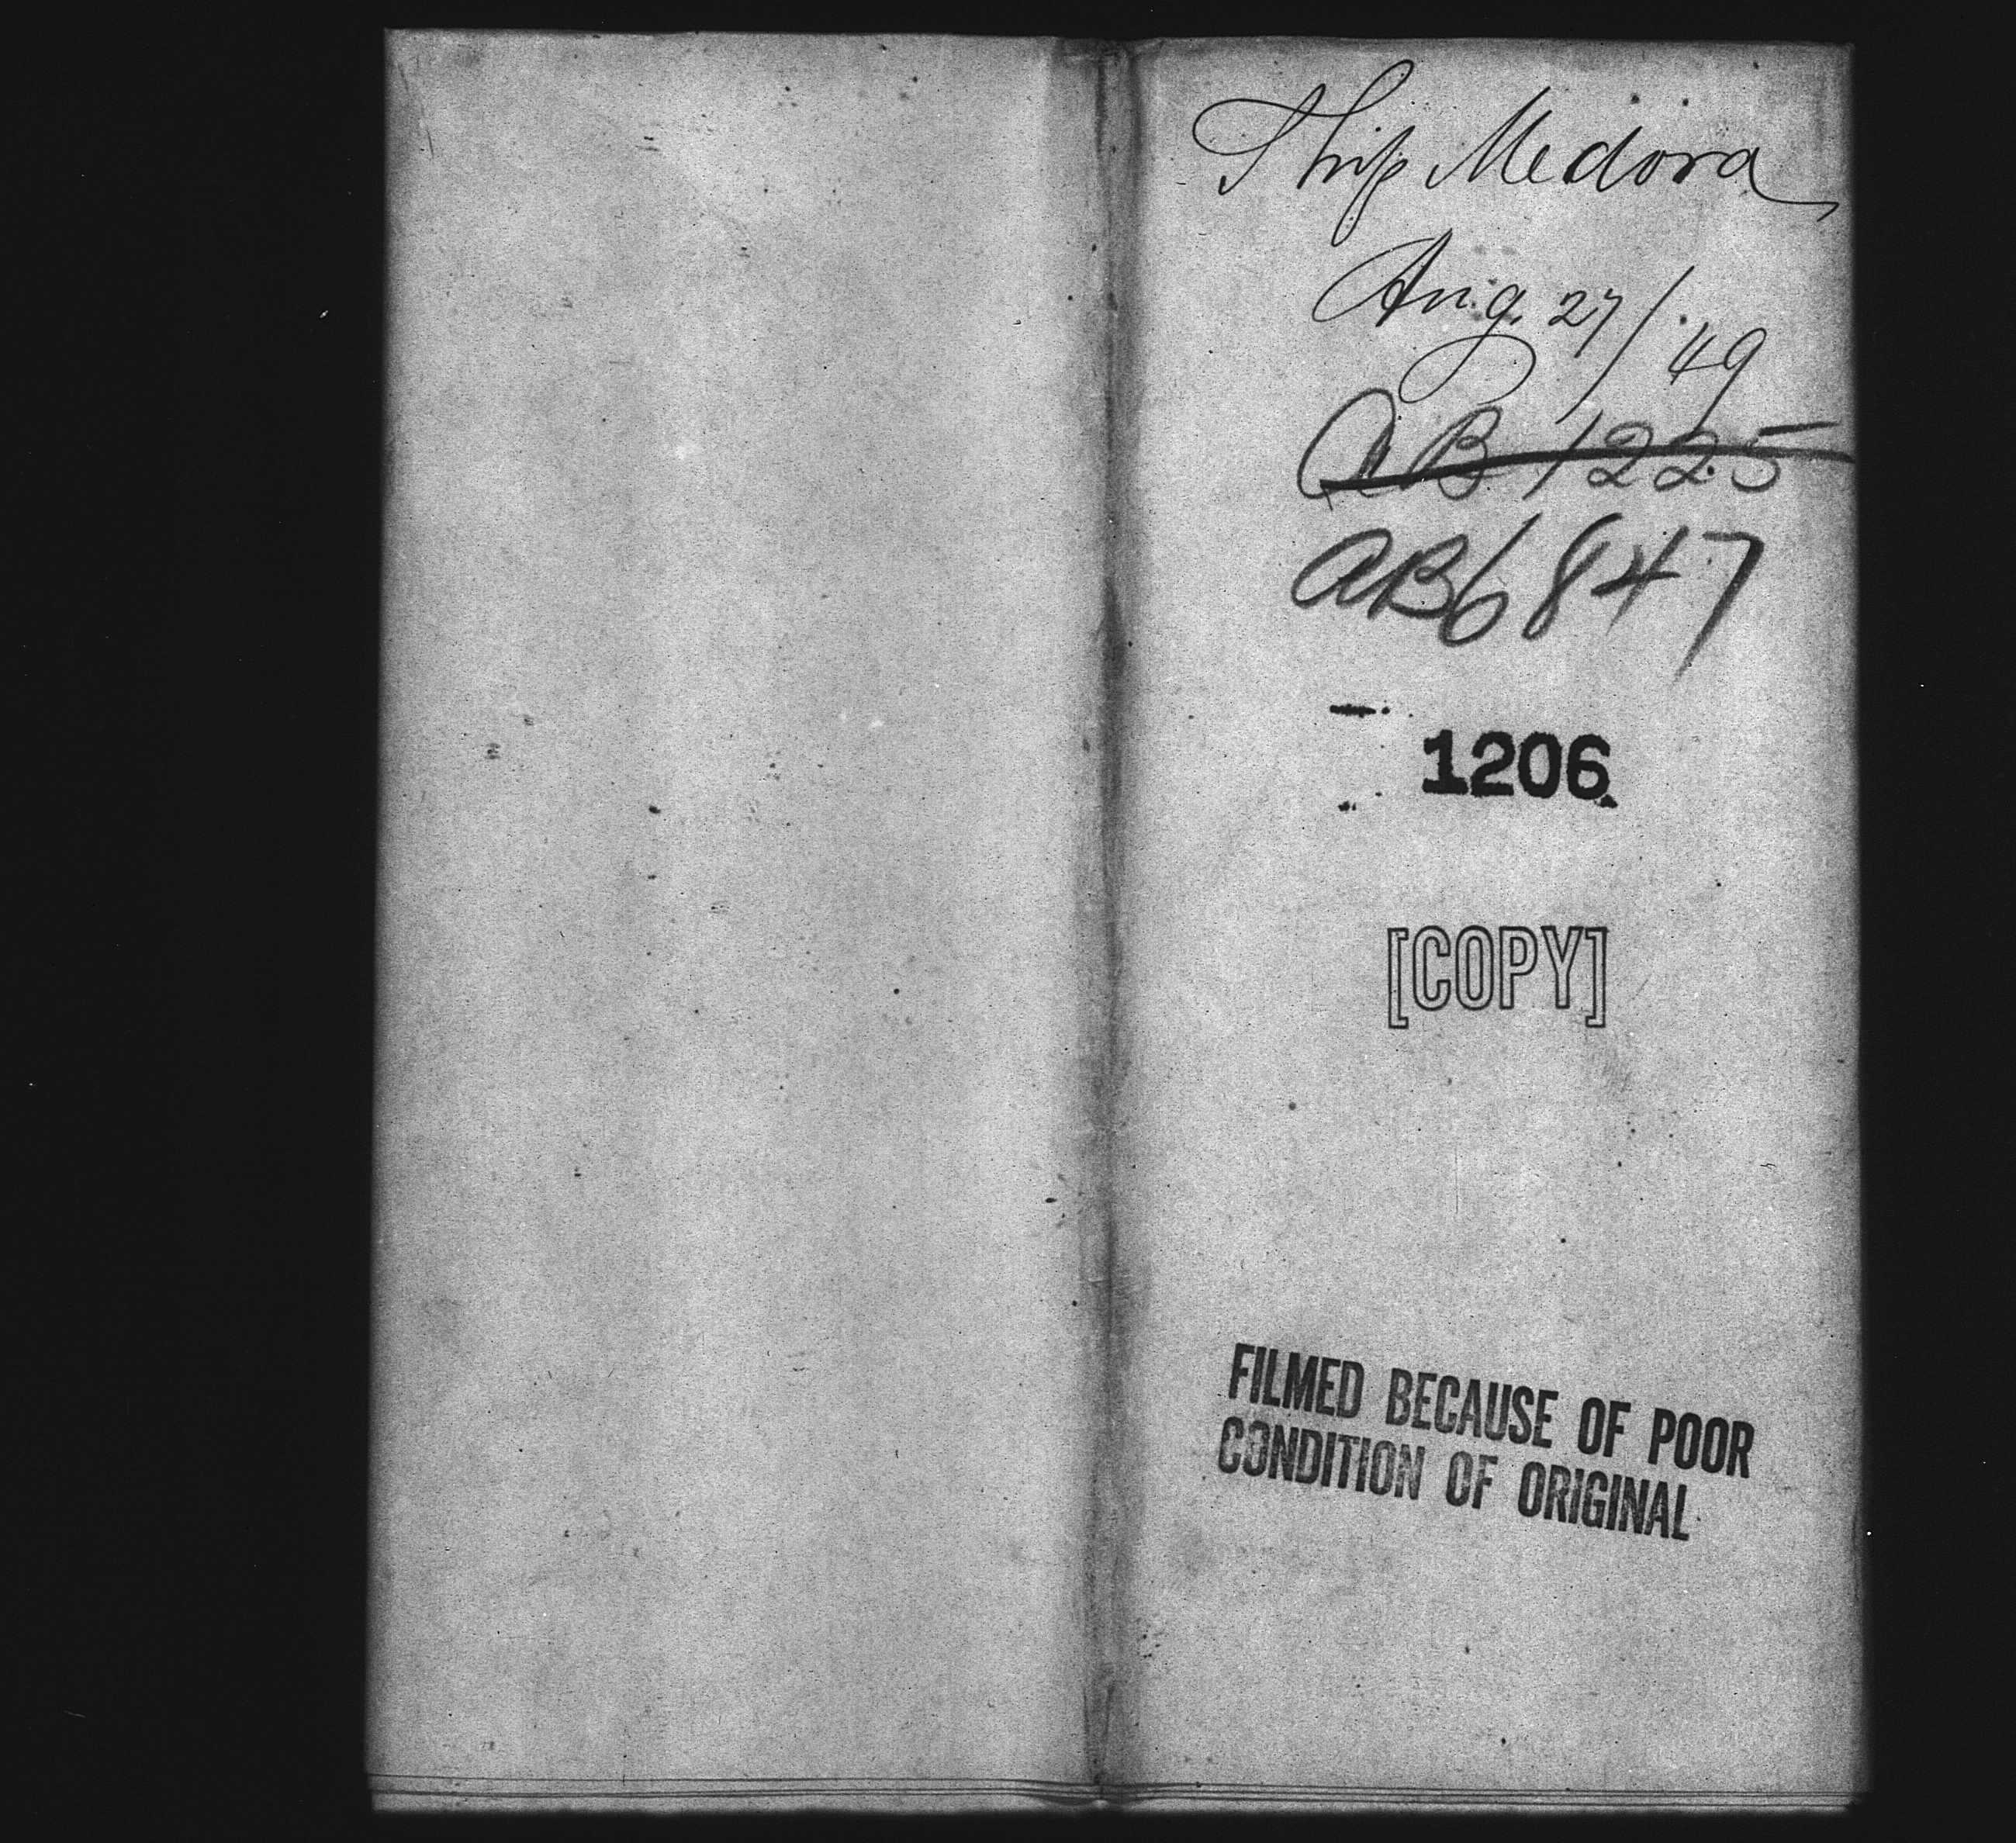 Ship Medora
Aug. 27/49
AB 1225
AB6847
1206
[COPY]
FILMED BECAUSE OF POOR
CONDITION OF ORIGINAL